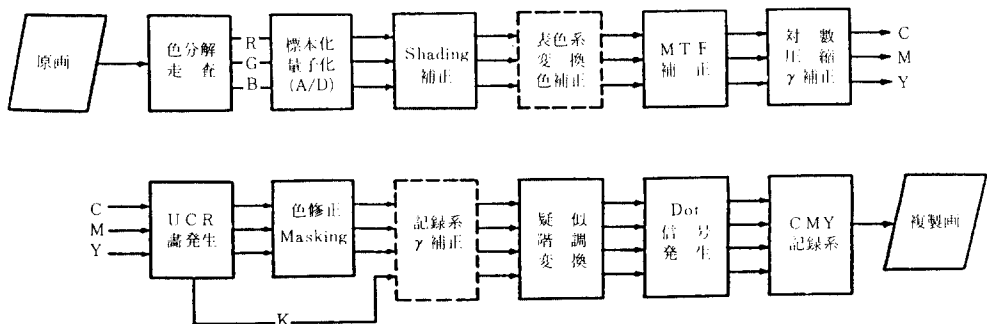 原画
色分解
走査
R
G
B
標本化
量子化
(A/D)
Shading
補正
表色系
変換
色補正
MTF
補正
対数
圧縮
γ補正
C
M
Y
C
M
Y
UCR
墨発生
K
色修正
Masking
記録系
γ補正
疑似
階調
変換
Dot
信号
発生
CMY
記録系
複製画